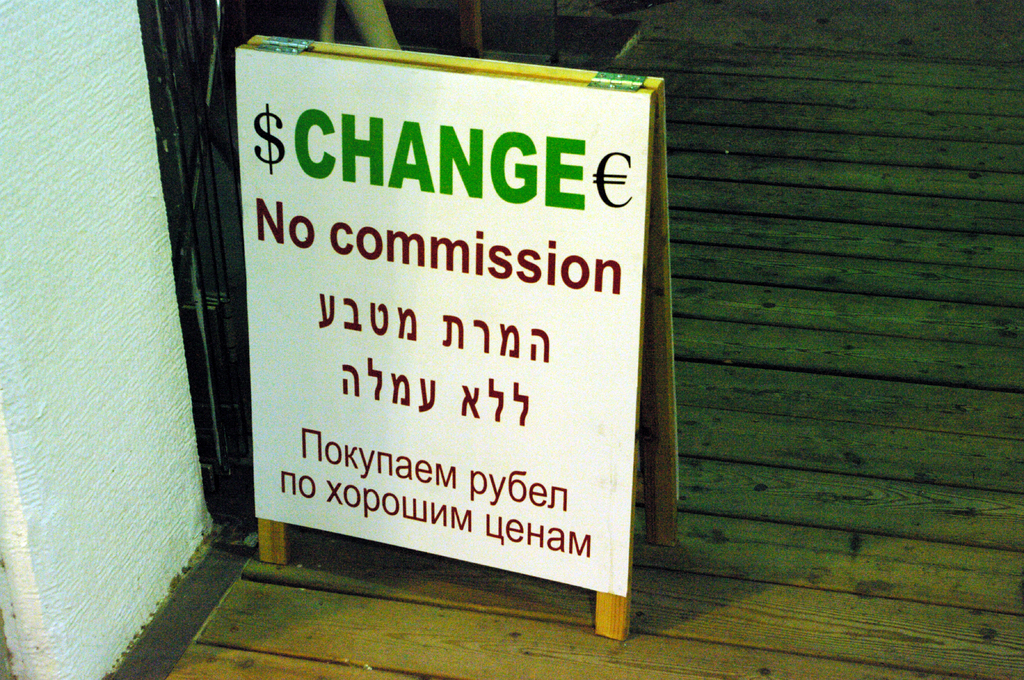 $ CHANGE €
No commission
המרת מטבע
ללא עמלה
Покупаем рубел
по хорошим ценам